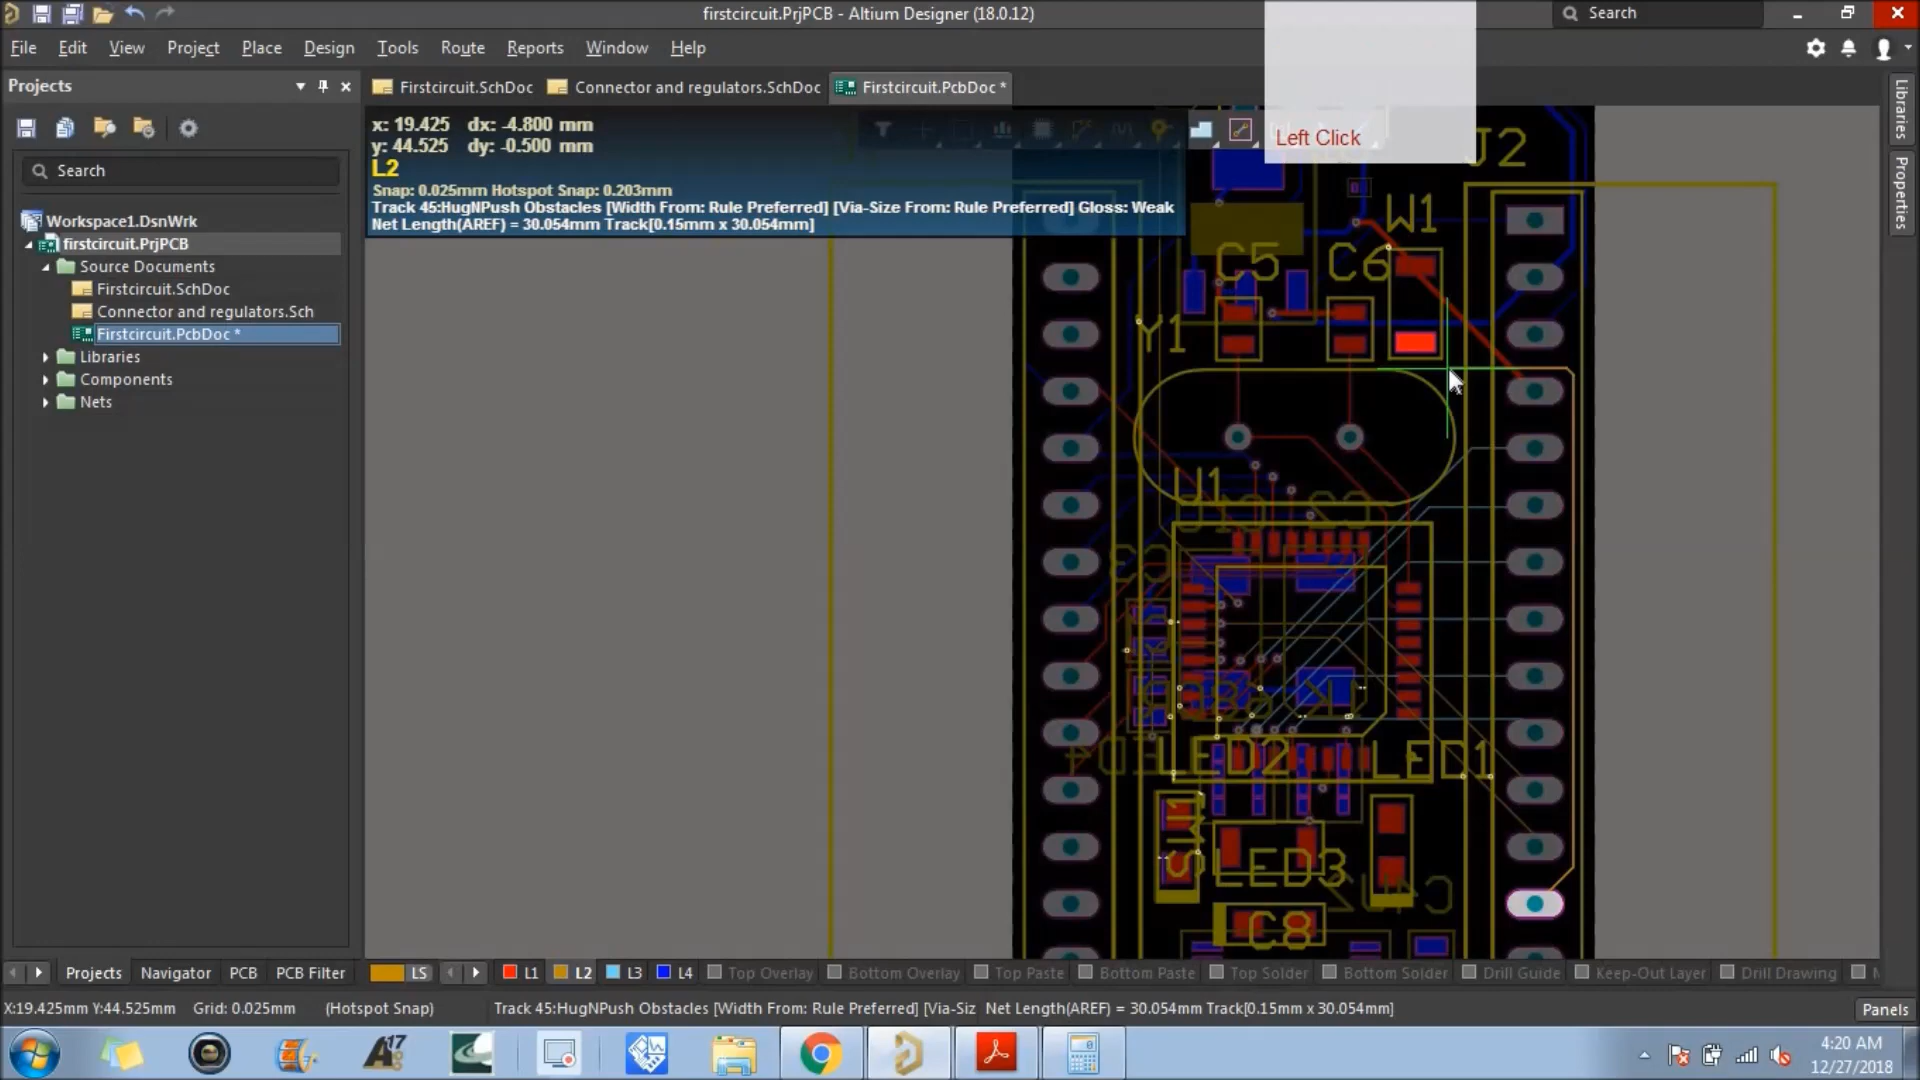 firstcircuit.PrjPCB - Altium Designer (18.0.12)
Search
File Edit View Project Place Design Tools Route Reports Window Help
Projects
Firstcircuit.SchDoc
Connector and regulators.SchDoc
Firstcircuit.PcbDoc *
Left Click
Libraries
Properties
Search
x: 19.425 dx: -4.800 mm
y: 44.525 dy: -0.500 mm
L2
Snap: 0.025mm Hotspot Snap: 0.203mm
Track 45:HugNPush Obstacles [Width From: Rule Preferred] [Via-Size From: Rule Preferred] Gloss: Weak
Net Length(AREF) = 30.054mm Track[0.15mm x 30.054mm]
Workspace1.DsnWrk
firstcircuit.PrjPCB
Source Documents
Firstcircuit.SchDoc
Connector and regulators.Sch
Firstcircuit.PcbDoc *
Libraries
Components
Nets
J2
W1
C5
C6
Y1
U1
C3
LED2
LED1
SW1
LED3
C8
Projects Navigator PCB PCB Filter
LS
L1 L2 L3 L4 Top Overlay Bottom Overlay Top Paste Bottom Paste Top Solder Bottom Solder Drill Guide Keep-Out Layer Drill Drawing
X:19.425mm Y:44.525mm Grid: 0.025mm (Hotspot Snap) Track 45:HugNPush Obstacles [Width From: Rule Preferred] [Via-Siz Net Length(AREF) = 30.054mm Track[0.15mm x 30.054mm]
Panels
17
4:20 AM
12/27/2018